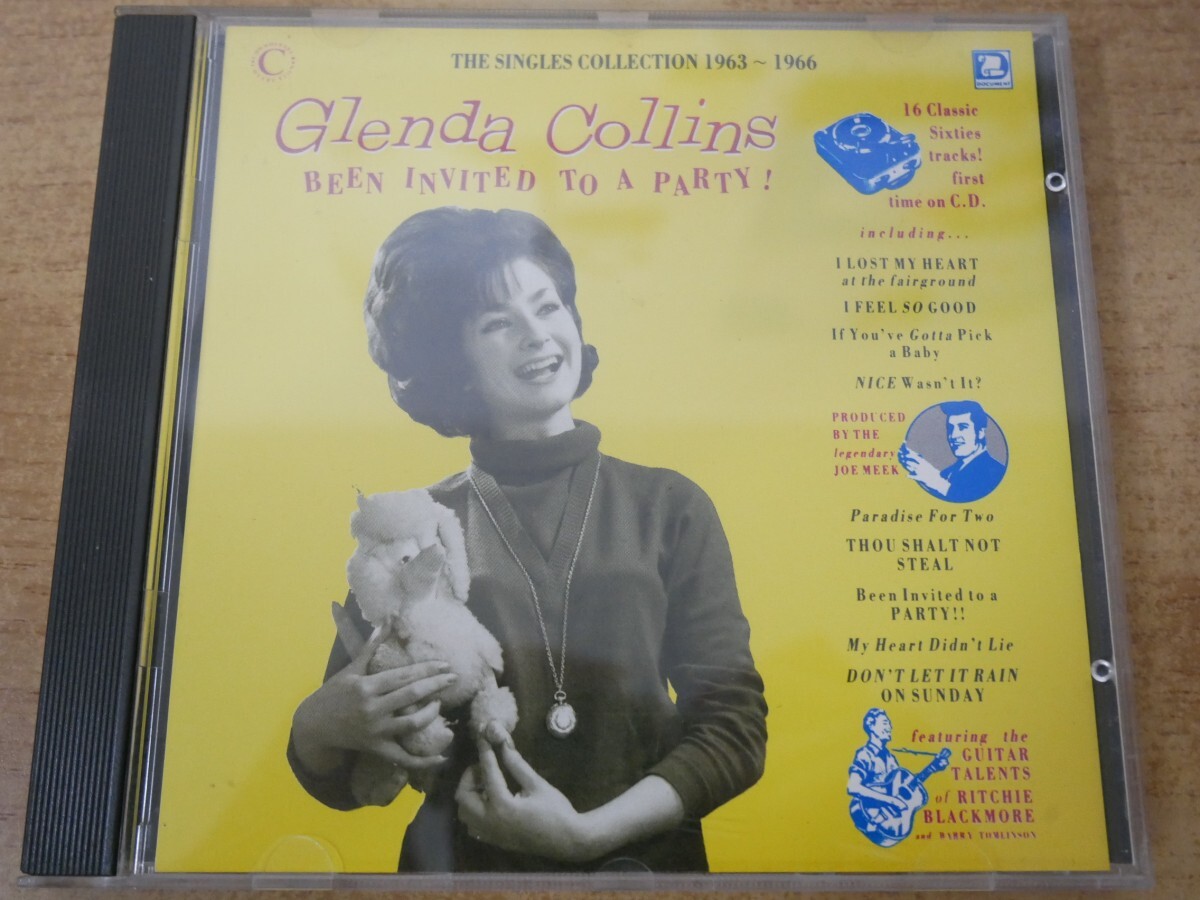 THE SINGLES COLLECTION 1963 ~ 1966
C
DOCUMENT
Glenda Collins
BEEN INVITED TO A PARTY!
16 Classic
Sixties
tracks!
first
time on C.D.
including...
I LOST MY HEART
at the fairground
I FEEL SO GOOD
If You've Gotta Pick
a Baby
NICE Wasn't It?
PRODUCED
BY THE
legendary
JOE MEEK
Paradise For Two
THOU SHALT NOT
STEAL
Been Invited to a
PARTY!!
My Heart Didn't Lie
DON'T LET IT RAIN
ON SUNDAY
featuring the
GUITAR
TALENTS
of RITCHIE
BLACKMORE
and BARRY TOMLINSON